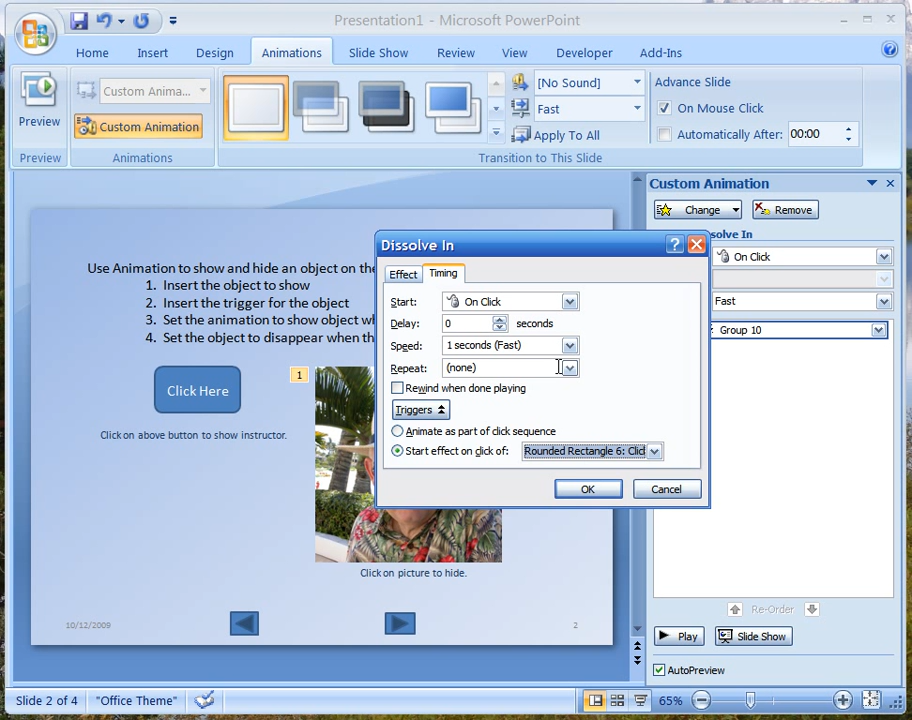 Presentation1 - Microsoft PowerPoint
Home Insert Design Animations Slide Show Review View Developer Add-Ins
Preview
Custom Anima...
Custom Animation
[No Sound]
Fast
Apply To All
Advance Slide
On Mouse Click
Automatically After: 00:00
Preview Animations Transition to This Slide
Use Animation to show and hide an object on the
1. Insert the object to show
2. Insert the trigger for the object
3. Set the animation to show object wh
4. Set the object to disappear when th
Click Here
Click on above button to show instructor.
1
Click on picture to hide.
10/12/2009
2
Dissolve In
Effect Timing
Start: On Click
Delay: 0 seconds
Speed: 1 seconds (Fast)
Repeat: (none)
Rewind when done playing
Triggers
Animate as part of click sequence
Start effect on click of: Rounded Rectangle 6: Clic
OK Cancel
Custom Animation
Change Remove
solve In
On Click
Fast
Group 10
Re-Order
Play Slide Show
AutoPreview
Slide 2 of 4 "Office Theme" 65%